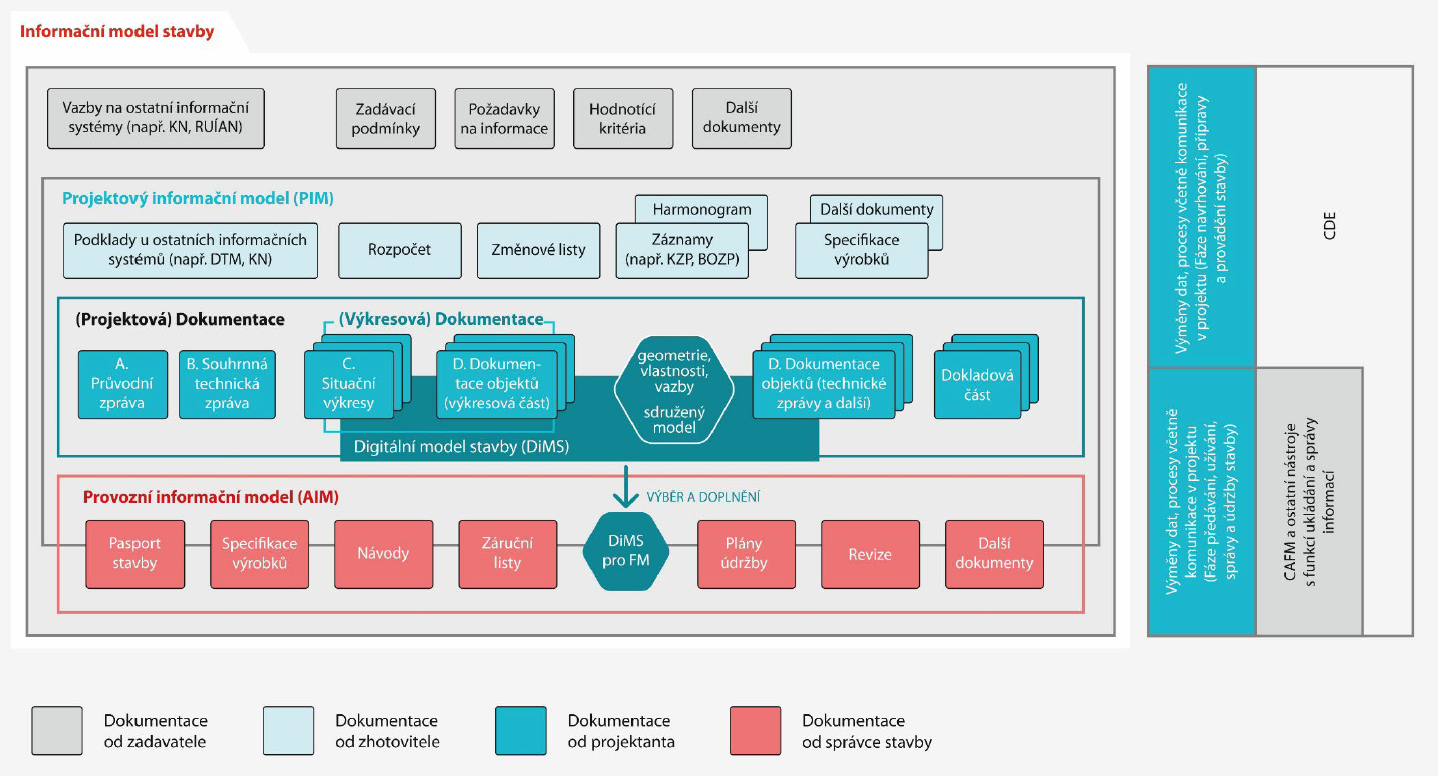 Informační model stavby
Vazby na ostatní informační
systémy (např. KN, RUÍAN)
Zadávací
podmínky
Požadavky
na informace
Hodnotící
kritéria
Další
dokumenty
Projektový informační model (PIM)
Podklady u ostatních informačních
systémů (např. DTM, KN)
Rozpočet
Změnové listy
Harmonogram
Záznamy
(např. KZP, BOZP)
Další dokumenty
Specifikace
výrobků
(Projektová) Dokumentace
(Výkresová) Dokumentace
A.
Průvodní
zpráva
B. Souhrnná
technická
zpráva
C.
Situační
výkresy
D. Dokumen-
tace objektů
(výkresová část)
geometrie,
vlastnosti,
vazby
sdružený
model
D. Dokumentace
objektů (technické
zprávy a další)
Dokladová
část
Digitální model stavby (DiMS)
VÝBĚR A DOPLNĚNÍ
Provozní informační model (AIM)
Pasport
stavby
Specifikace
výrobků
Návody
Záruční
listy
DiMS
pro FM
Plány
údržby
Revize
Další
dokumenty
Výměny dat, procesy včetně komunikace
v projektu (Fáze navrhování, přípravy
a provádění stavby)
CDE
Výměny dat, procesy včetně
komunikace v projektu
(Fáze předávání, užívání,
správy a údržby stavby)
CAFM a ostatní nástroje
s funkcí ukládání a správy
informací
Dokumentace
od zadavatele
Dokumentace
od zhotovitele
Dokumentace
od projektanta
Dokumentace
od správce stavby